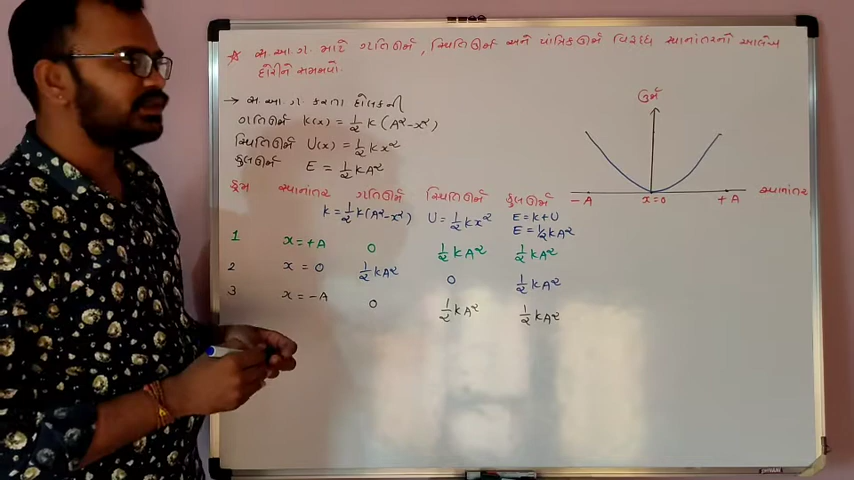 * સ.આ.ગ. માટે ગતિઊર્જા, સ્થિતિઊર્જા અને યાંત્રિકઊર્જા વિરુદ્ધ સ્થાનાંતરનો આલેખ
દોરીને સમજાવો.
→ સ.આ.ગ. કરતા દોલકની
ગતિઊર્જા K(x) = 1/2 k (A² - x²)
સ્થિતિઊર્જા U(x) = 1/2 kx²
કુલઊર્જા E = 1/2 kA²
ક્રમ સ્થાનાંતર ગતિઊર્જા સ્થિતિઊર્જા કુલઊર્જા
K = 1/2 k(A² - x²) U = 1/2 kx² E = K + U
E = 1/2 kA²
1 x = +A 0 1/2 kA² 1/2 kA²
2 x = 0 1/2 kA² 0 1/2 kA²
3 x = -A 0 1/2 kA² 1/2 kA²
ઉર્જા
સ્થાનાંતર
-A x=0 +A